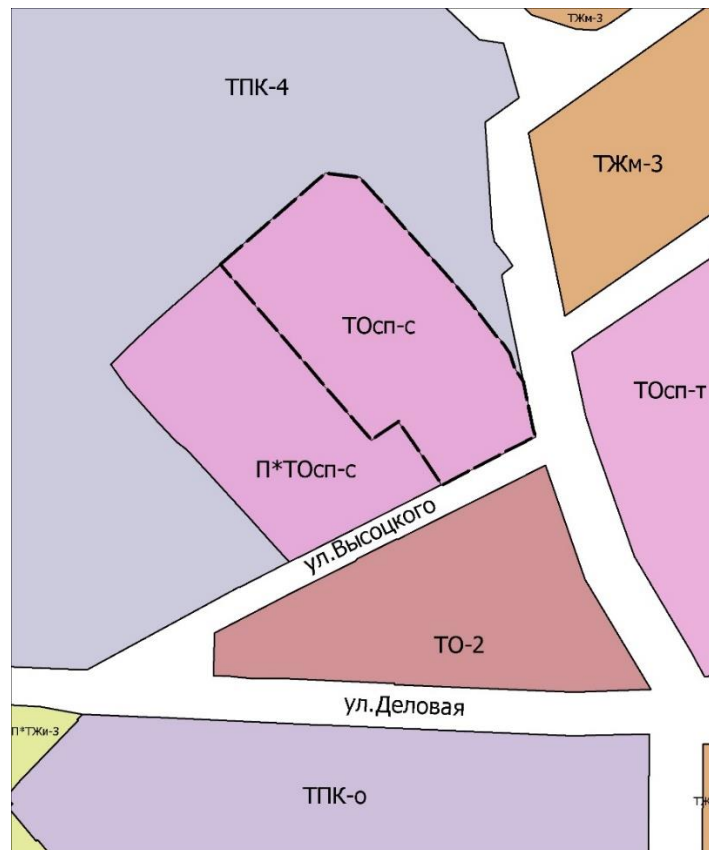 ТЖм-3
ТПК-4
ТЖм-3
ТОсп-с
ТОсп-т
П*ТОсп-с
ул.Высоцкого
ТО-2
ул.Деловая
П*ТЖи-3
ТПК-о